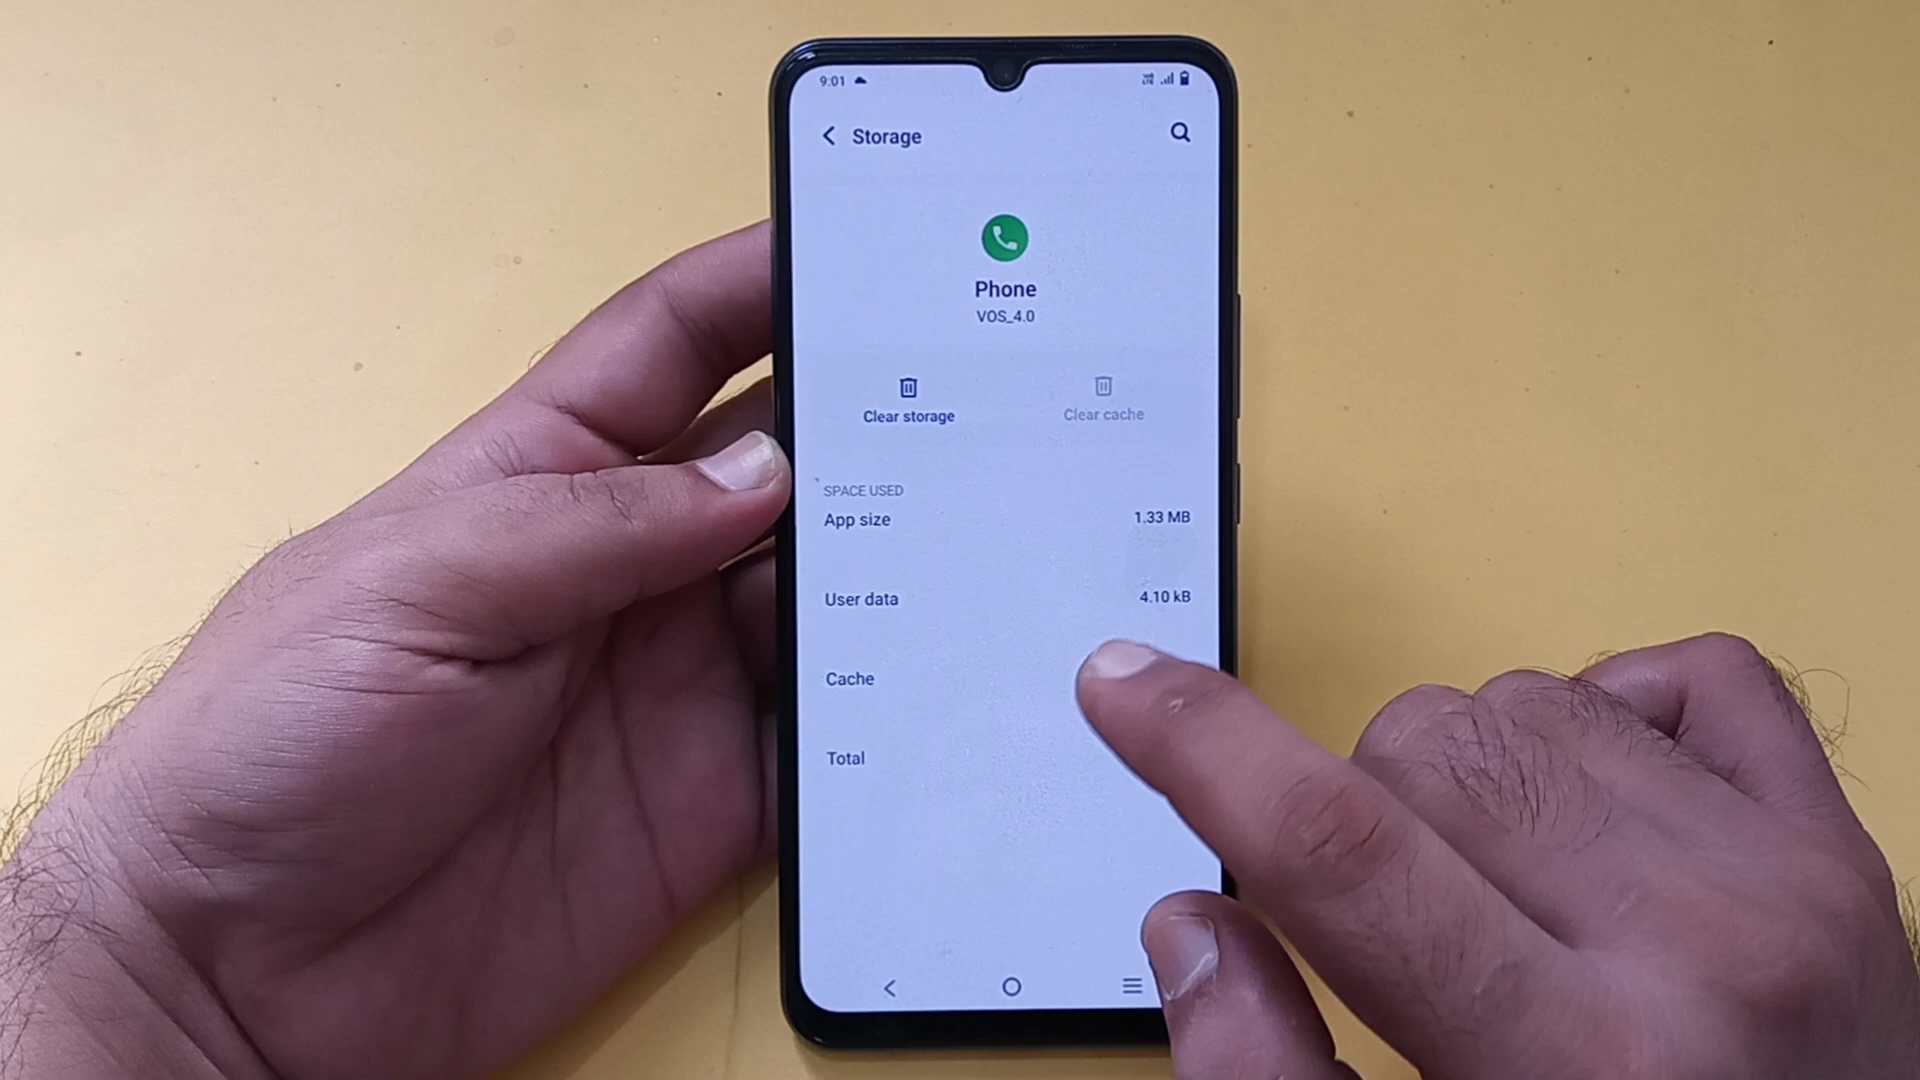 9:01
Storage
Phone
VOS_4.0
Clear storage
Clear cache
SPACE USED
App size 1.33 MB
User data 4.10 kB
Cache
Total